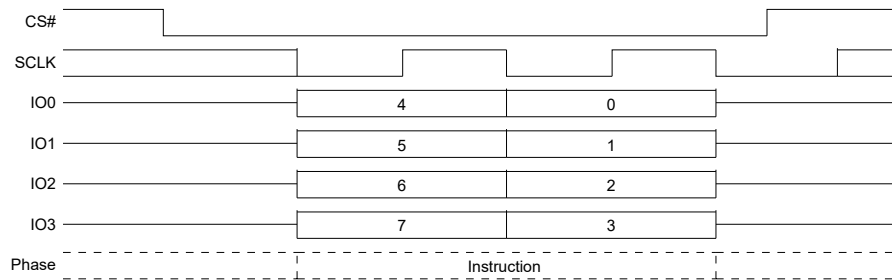 CS#
SCLK
IO0 4 0
IO1 5 1
IO2 6 2
IO3 7 3
Phase Instruction